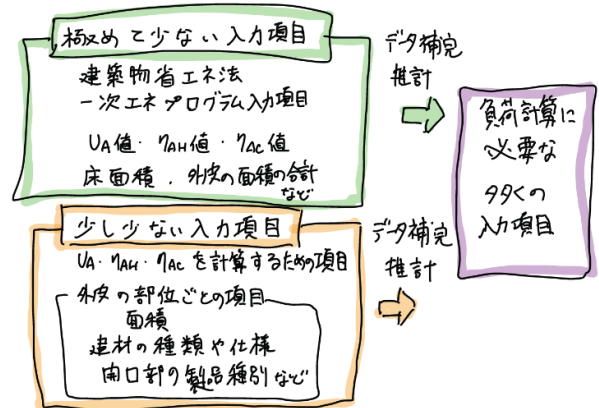 極めて少ない入力項目
建築物省エネ法
一次エネプログラム入力項目
UA値・ηAH値・ηAC値
床面積・外皮の面積の合計
など
データ補完
推計
負荷計算に
必要な
多くの
入力項目
少し少ない入力項目
UA・ηAH・ηACを計算するための項目
外皮の部位ごとの項目
面積
建材の種類や仕様
開口部の製品種別など
データ補完
推計